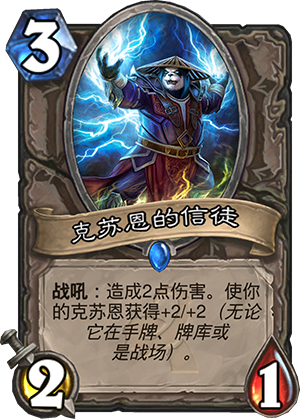 3
克苏恩的信徒
战吼：造成2点伤害。使你
的克苏恩获得+2/+2（无论
它在手牌、牌库或
是战场）。
2
1